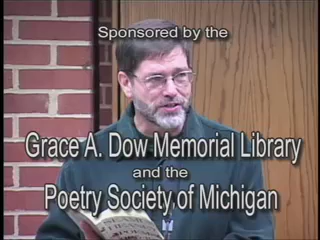 Sponsored by the
Grace A. Dow Memorial Library
and the
Poetry Society of Michigan